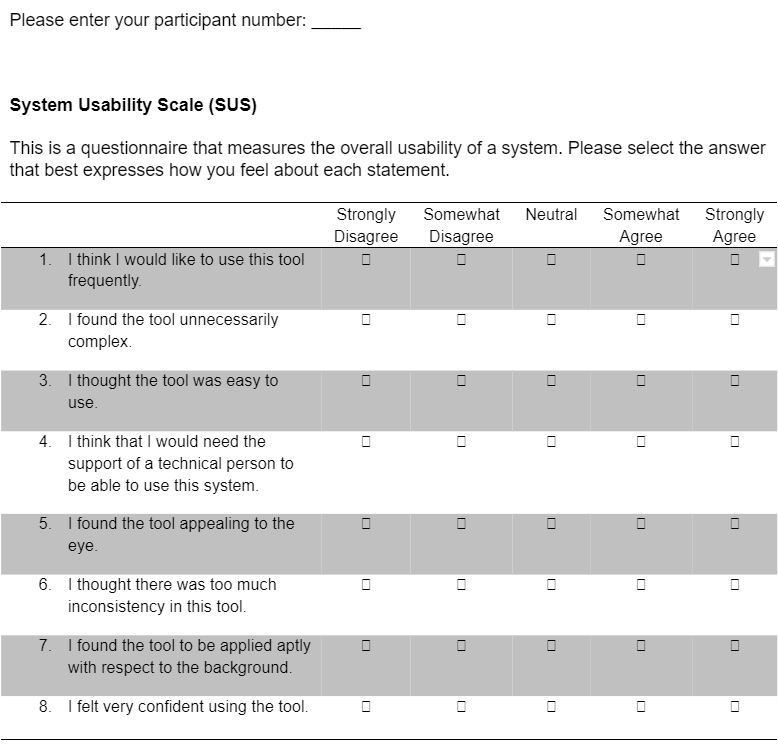 Please enter your participant number: _____
System Usability Scale (SUS)
This is a questionnaire that measures the overall usability of a system. Please select the answer
that best expresses how you feel about each statement.
Strongly Somewhat Neutral Somewhat Strongly
Disagree Disagree Agree Agree
1. I think I would like to use this tool
frequently.
2. I found the tool unnecessarily
complex.
3. I thought the tool was easy to
use.
4. I think that I would need the
support of a technical person to
be able to use this system.
5. I found the tool appealing to the
eye.
6. I thought there was too much
inconsistency in this tool.
7. I found the tool to be applied aptly
with respect to the background.
8. I felt very confident using the tool.